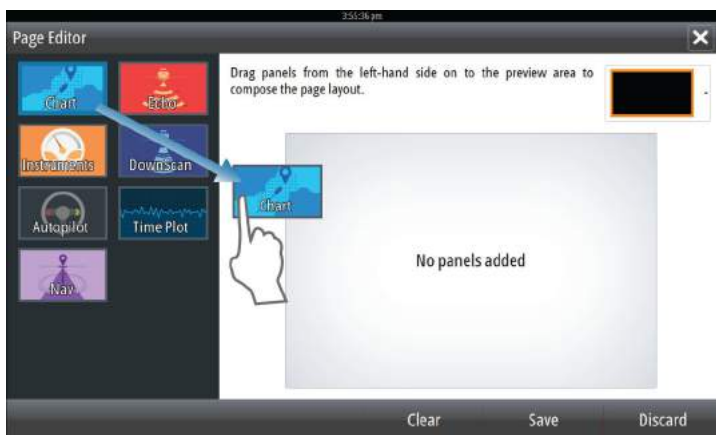 3:55:36 pm
Page Editor
Chart
Echo
Drag panels from the left-hand side on to the preview area to
compose the page layout.
Instruments
DownScan
Chart
Autopilot
Time Plot
No panels added
Nav
Clear
Save
Discard